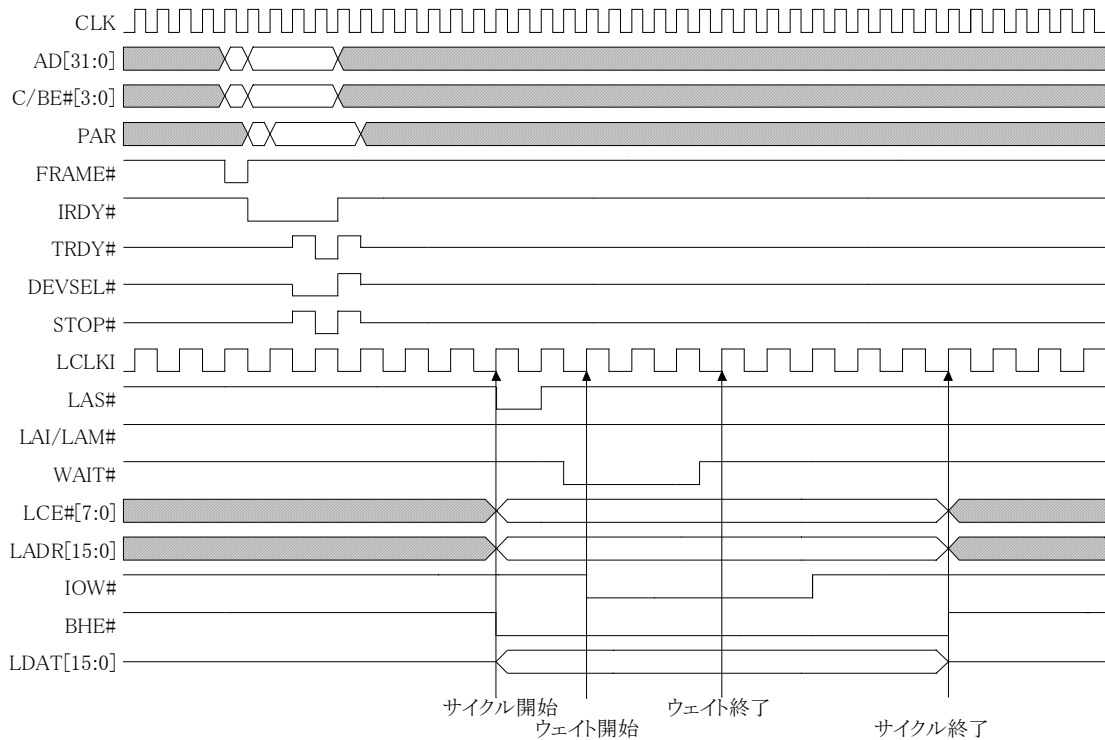 CLK
AD[31:0]
C/BE#[3:0]
PAR
FRAME#
IRDY#
TRDY#
DEVSEL#
STOP#
LCLKI
LAS#
LAI/LAM#
WAIT#
LCE#[7:0]
LADR[15:0]
IOW#
BHE#
LDAT[15:0]
サイクル開始
ウェイト開始
ウェイト終了
サイクル終了